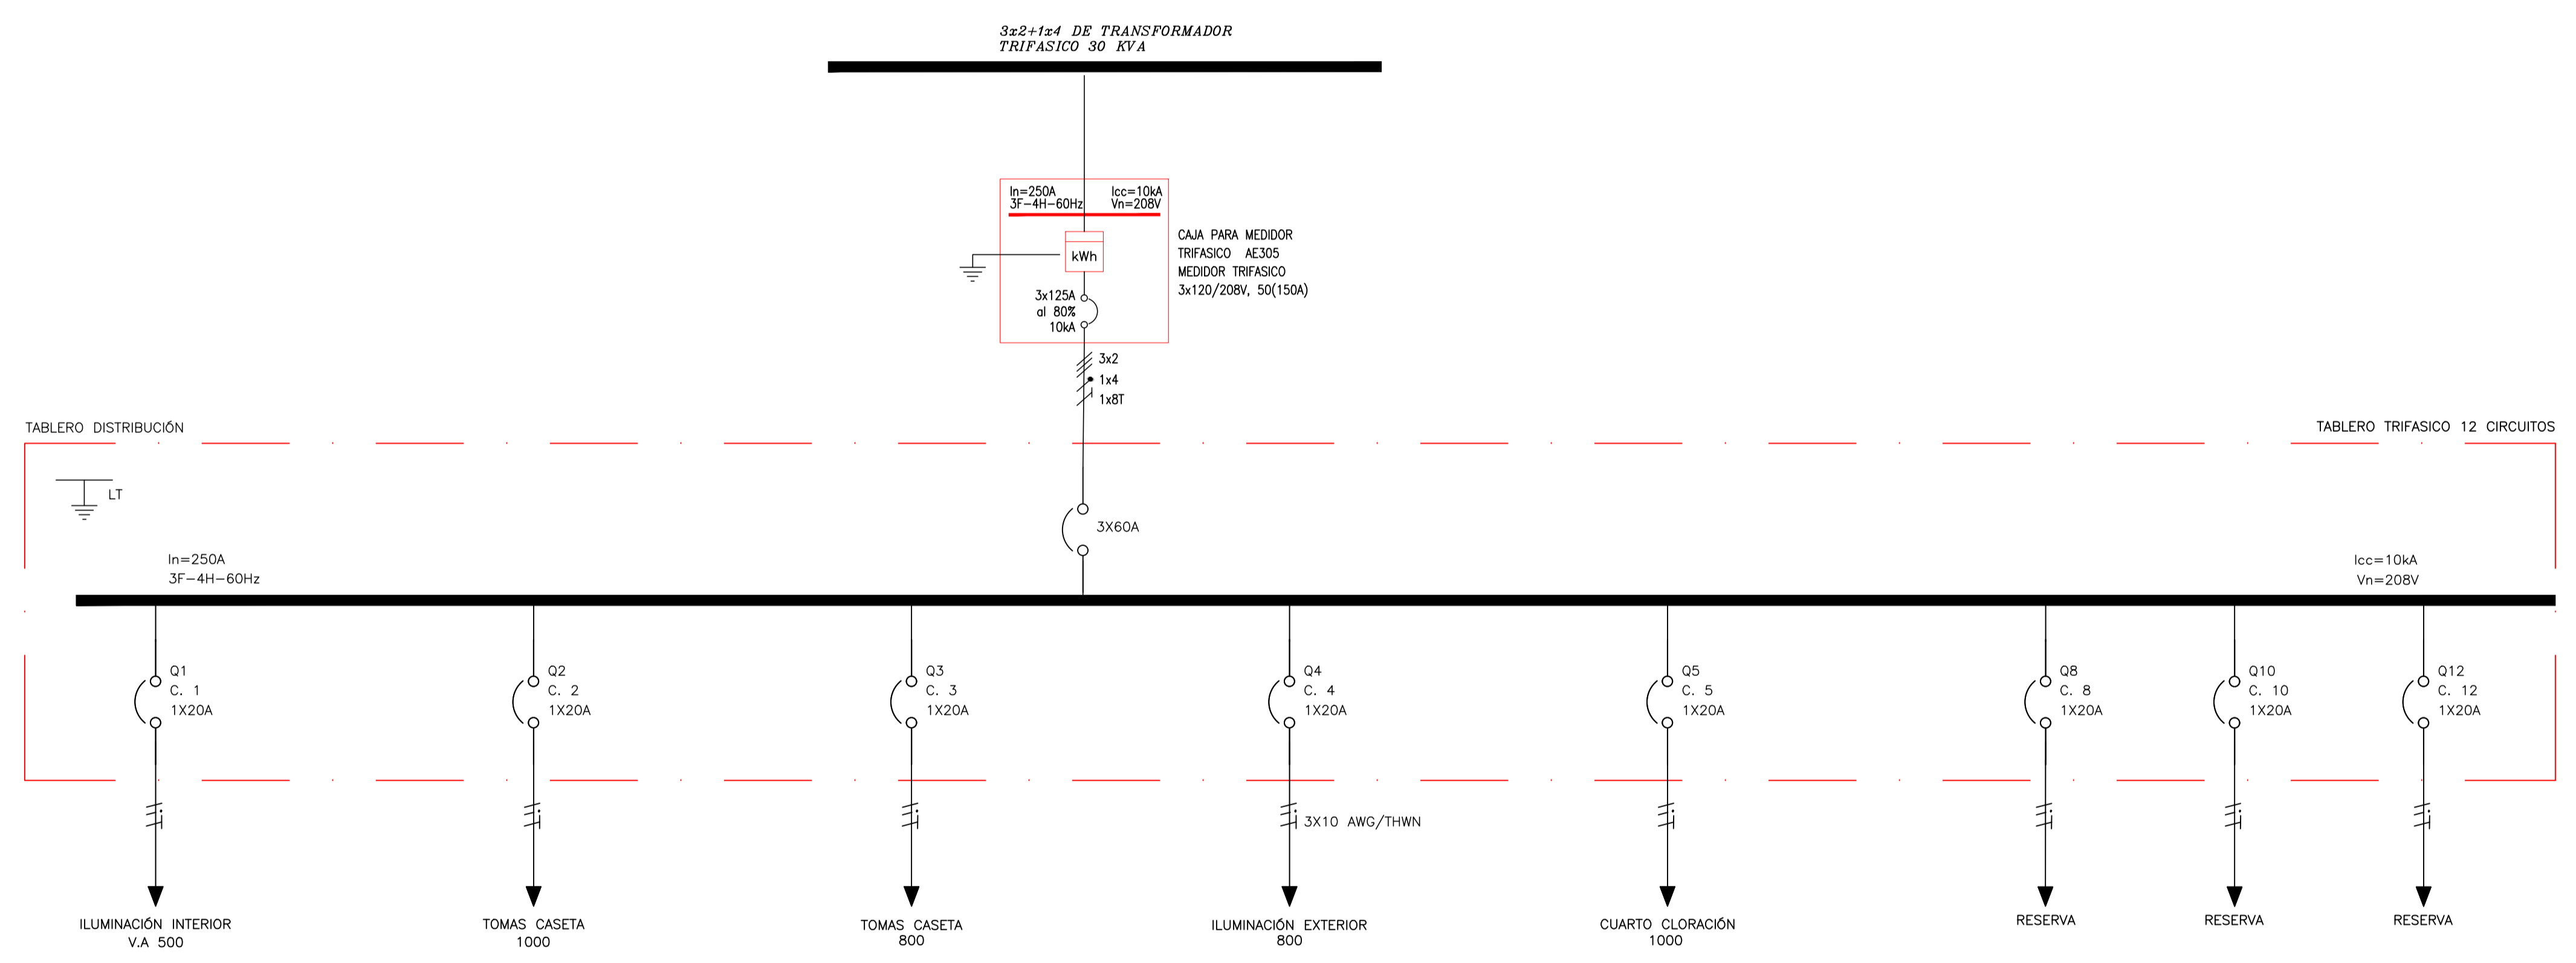 3x2+1x4 DE TRANSFORMADOR
TRIFASICO 30 KVA
In=250A Icc=10kA
3F-4H-60Hz Vn=208V
kWh
3x125A
al 80%
10kA
CAJA PARA MEDIDOR
TRIFASICO AE305
MEDIDOR TRIFASICO
3x120/208V, 50(150A)
3x2
1x4
1x8T
TABLERO DISTRIBUCIÓN
TABLERO TRIFASICO 12 CIRCUITOS
LT
3X60A
In=250A
3F-4H-60Hz
Icc=10kA
Vn=208V
Q1
C. 1
1X20A
Q2
C. 2
1X20A
Q3
C. 3
1X20A
Q4
C. 4
1X20A
Q5
C. 5
1X20A
Q8
C. 8
1X20A
Q10
C. 10
1X20A
Q12
C. 12
1X20A
3X10 AWG/THWN
ILUMINACIÓN INTERIOR
V.A 500
TOMAS CASETA
1000
TOMAS CASETA
800
ILUMINACIÓN EXTERIOR
800
CUARTO CLORACIÓN
1000
RESERVA
RESERVA
RESERVA